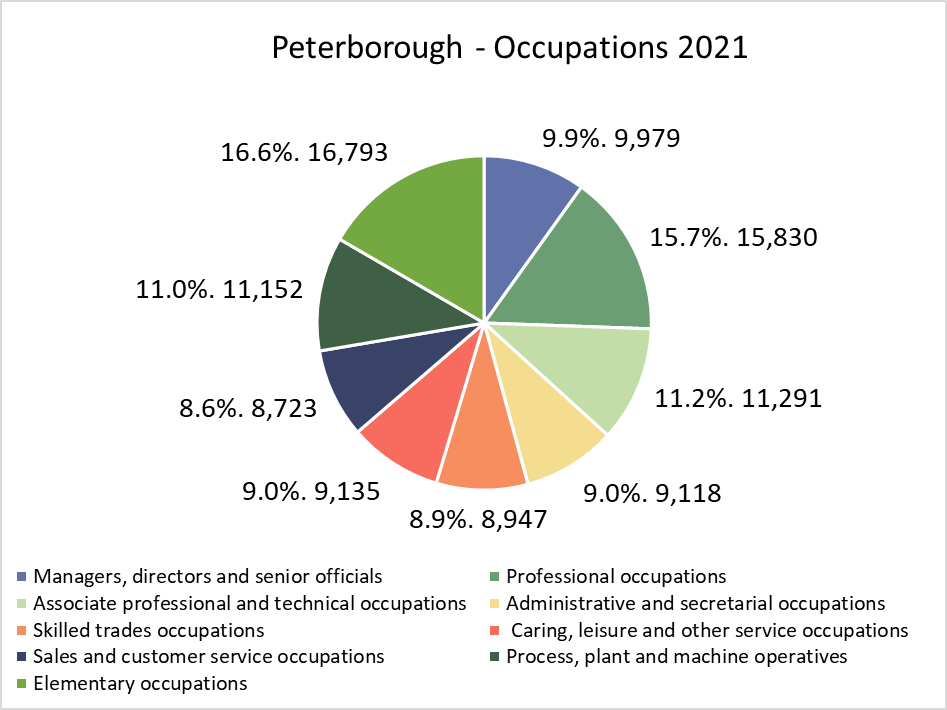 Peterborough - Occupations 2021
16.6%. 16,793
9.9%. 9,979
15.7%. 15,830
11.0%. 11,152
11.2%. 11,291
8.6%. 8,723
9.0%. 9,135
9.0%. 9,118
8.9%. 8,947
Managers, directors and senior officials
Professional occupations
Associate professional and technical occupations
Administrative and secretarial occupations
Skilled trades occupations
Caring, leisure and other service occupations
Sales and customer service occupations
Process, plant and machine operatives
Elementary occupations